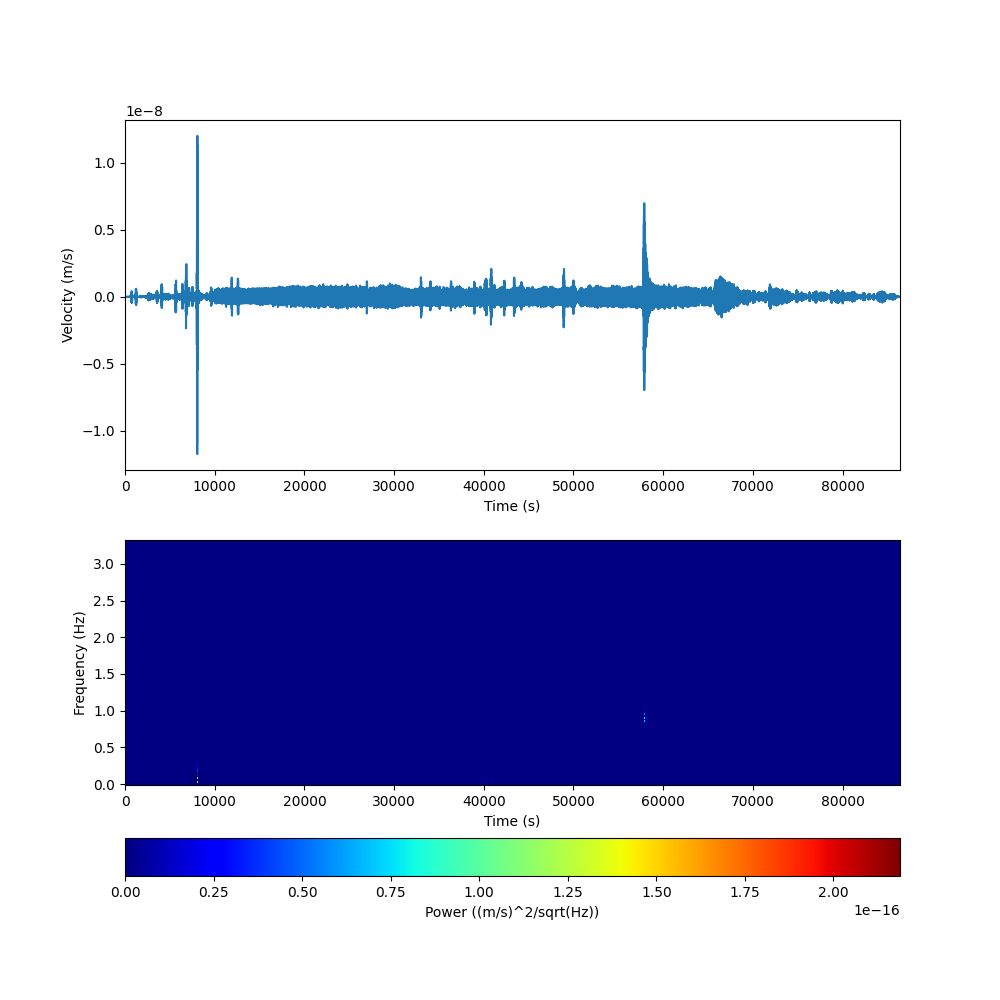 1e−8
1.0
0.5
0.0
−0.5
−1.0
Velocity (m/s)
0 10000 20000 30000 40000 50000 60000 70000 80000
Time (s)
3.0
2.5
2.0
1.5
1.0
0.5
0.0
Frequency (Hz)
0 10000 20000 30000 40000 50000 60000 70000 80000
Time (s)
0.00 0.25 0.50 0.75 1.00 1.25 1.50 1.75 2.00
Power ((m/s)^2/sqrt(Hz))
1e−16